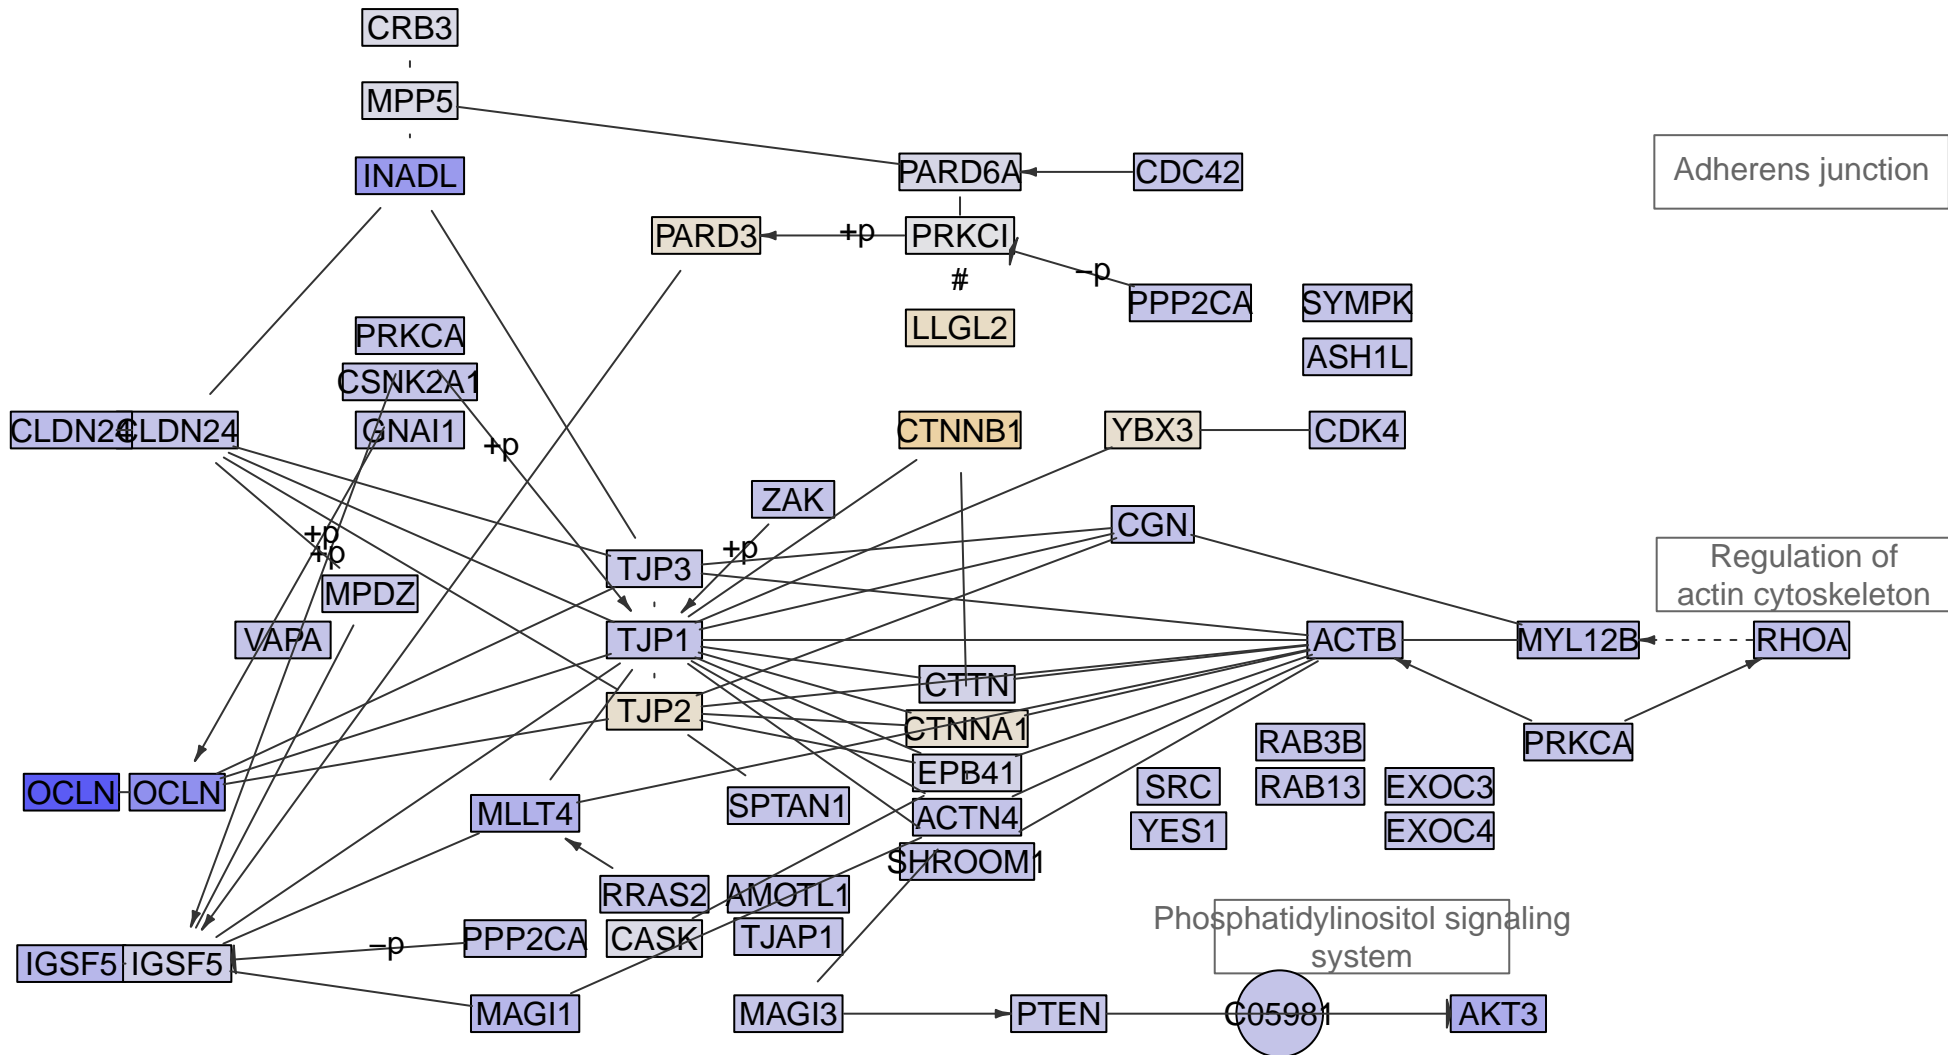 CRB3
MPP5
INADL
PARD6A
CDC42
Adherens junction
PARD3
+p
PRKCI
–p
#
PPP2CA
SYMPK
LLGL2
PRKCA
ASH1L
CSNK2A1
CLDN24
CLDN24
GNAI1
+p
CTNNB1
YBX3
CDK4
ZAK
CGN
+p
+p
+p
TJP3
Regulation of
actin cytoskeleton
MPDZ
VAPA
TJP1
ACTB
MYL12B
RHOA
CTTN
TJP2
CTNNA1
RAB3B
PRKCA
EPB41
OCLN
OCLN
SRC
RAB13
EXOC3
MLLT4
SPTAN1
ACTN4
YES1
EXOC4
SHROOM1
RRAS2
AMOTL1
Phosphatidylinositol signaling
system
–p
PPP2CA
CASK
TJAP1
IGSF5
IGSF5
MAGI1
MAGI3
PTEN
C05981
AKT3